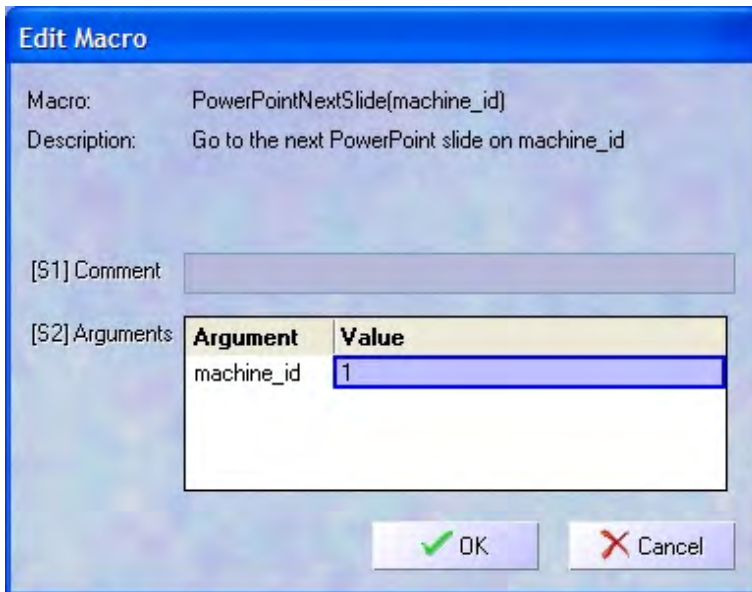 Edit Macro
Macro: PowerPointNextSlide(machine_id)
Description: Go to the next PowerPoint slide on machine_id
[S1] Comment
[S2] Arguments Argument Value
machine_id 1
OK Cancel